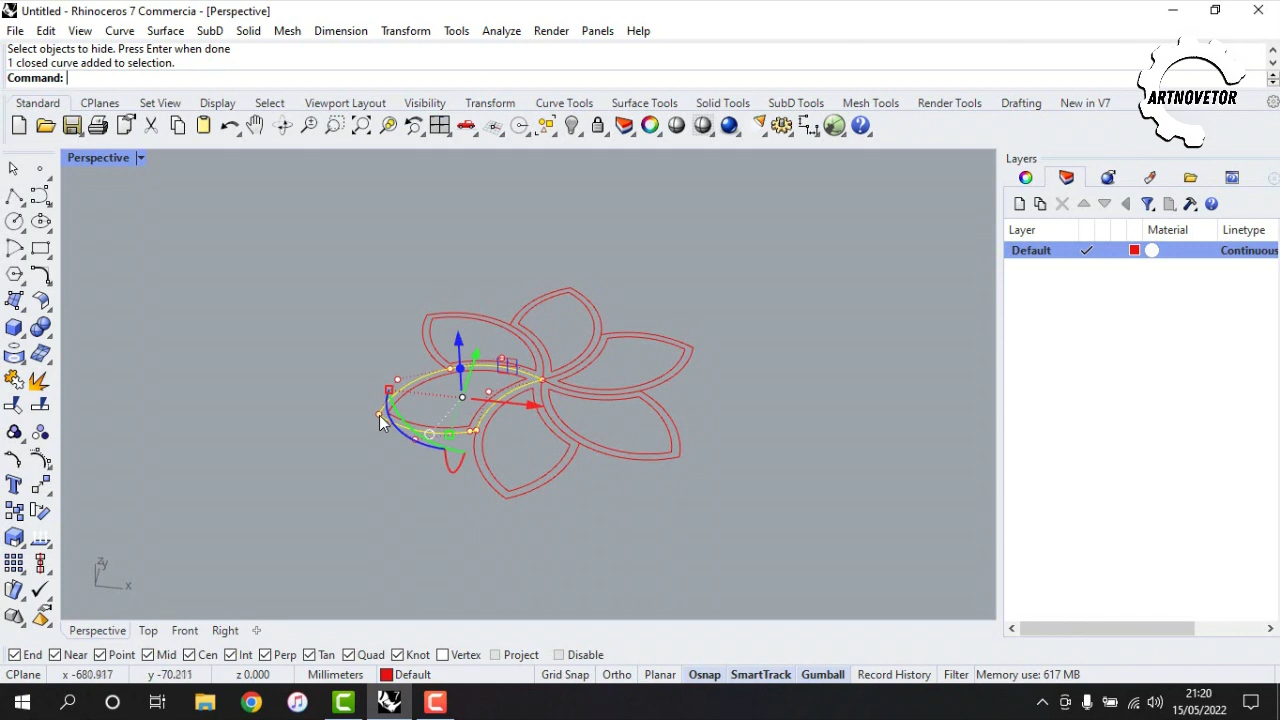 Untitled - Rhinoceros 7 Commercia - [Perspective]
File Edit View Curve Surface SubD Solid Mesh Dimension Transform Tools Analyze Render Panels Help
Select objects to hide. Press Enter when done
1 closed curve added to selection.
Command:
ARTNOVETOR
Standard CPlanes Set View Display Select Viewport Layout Visibility Transform Curve Tools Surface Tools Solid Tools SubD Tools Mesh Tools Render Tools Drafting New in V7
Perspective
Layers
Layer Material Linetype
Default Continuous
z y x
Perspective Top Front Right
End Near Point Mid Cen Int Perp Tan Quad Knot Vertex Project Disable
CPlane x -680.917 y -70.211 z 0.000 Millimeters Default Grid Snap Ortho Planar Osnap SmartTrack Gumball Record History Filter Memory use: 617 MB
21:20
15/05/2022